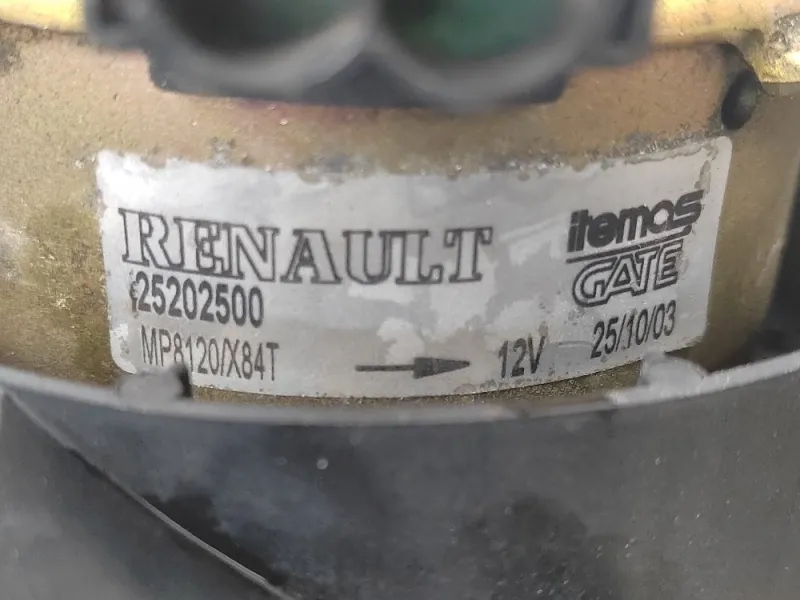 RENAULT
25202500
MP8120/X84T
12V
itemas
GATE
25/10/03